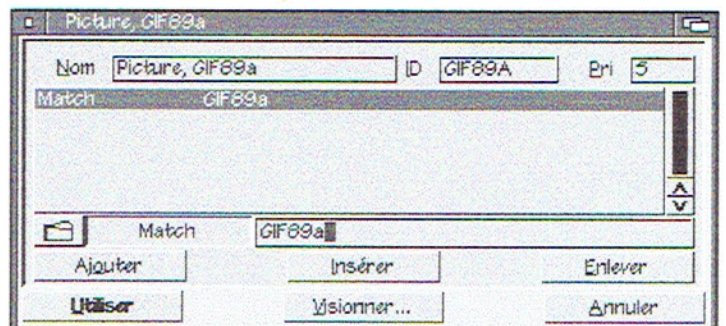 Picture, GIF89a
Nom Picture, GIF89a ID GIF89A Pri 5
Match GIF89a
Match GIF89a
Ajouter Insérer Enlever
Utiliser Visionner... Annuler